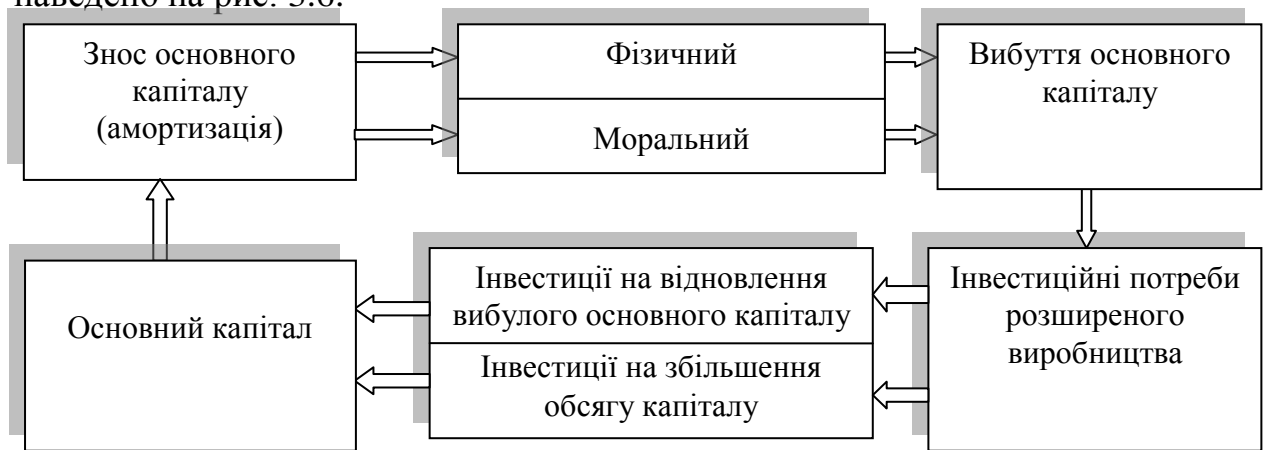 наведено на рис. 3.6.
Знос основного
капіталу
(амортизація)
Фізичний
Моральний
Вибуття основного
капіталу
Основний капітал
Інвестиції на відновлення
вибулого основного капіталу
Інвестиції на збільшення
обсягу капіталу
Інвестиційні потреби
розширеного
виробництва